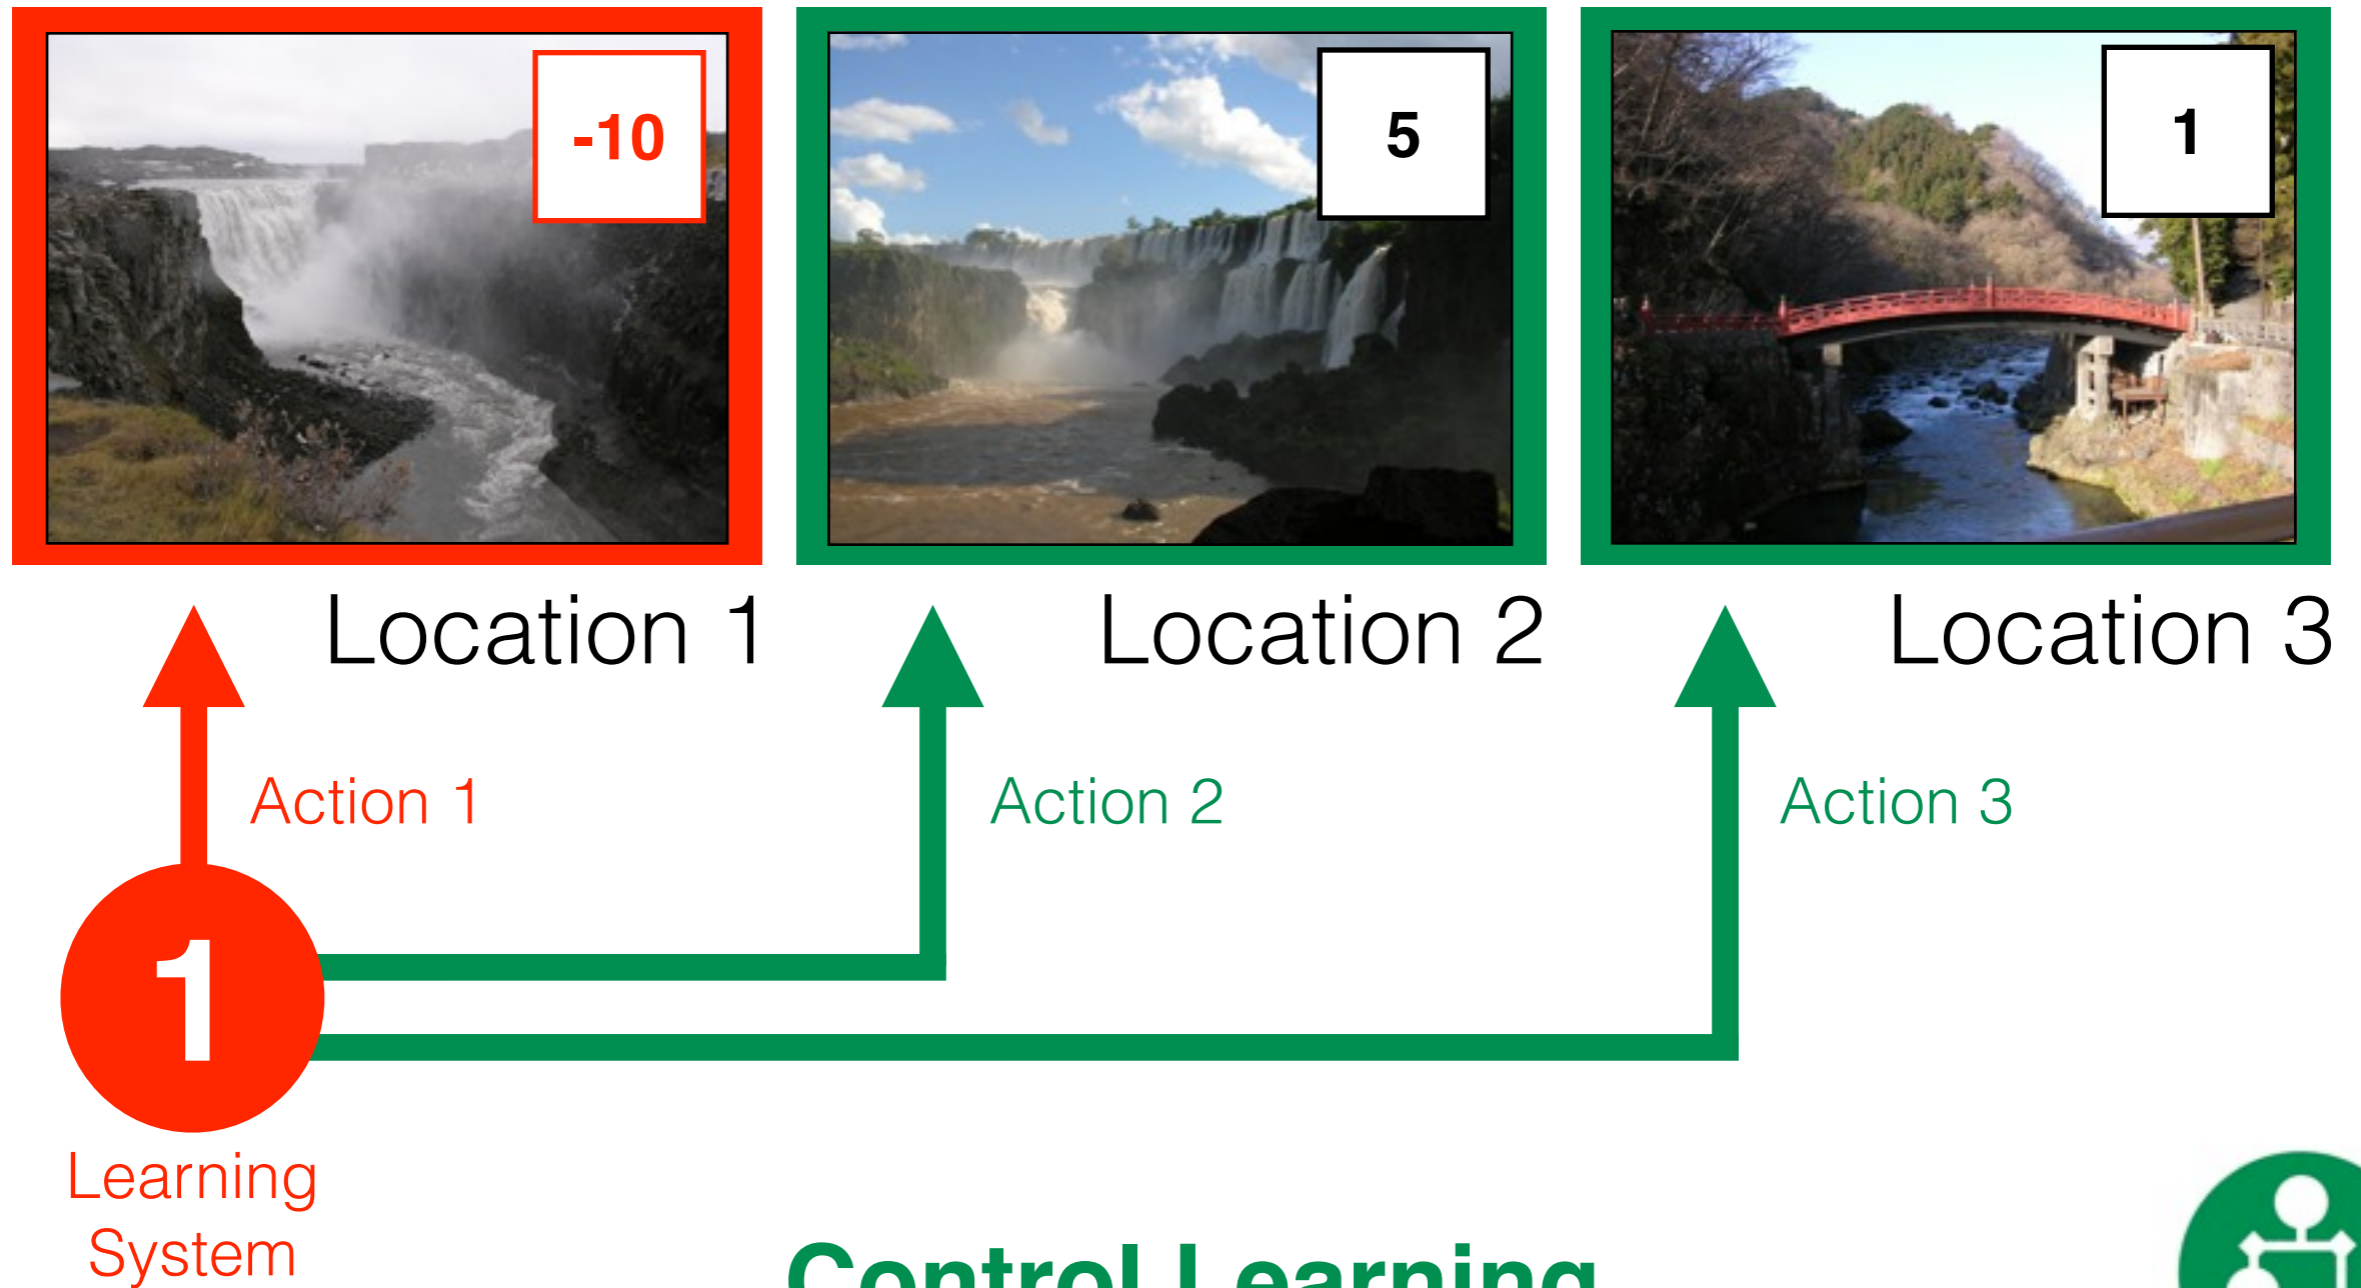 -10
5
1
Location 1
Location 2
Location 3
Action 1
Action 2
Action 3
1
Learning
System
Control Learning